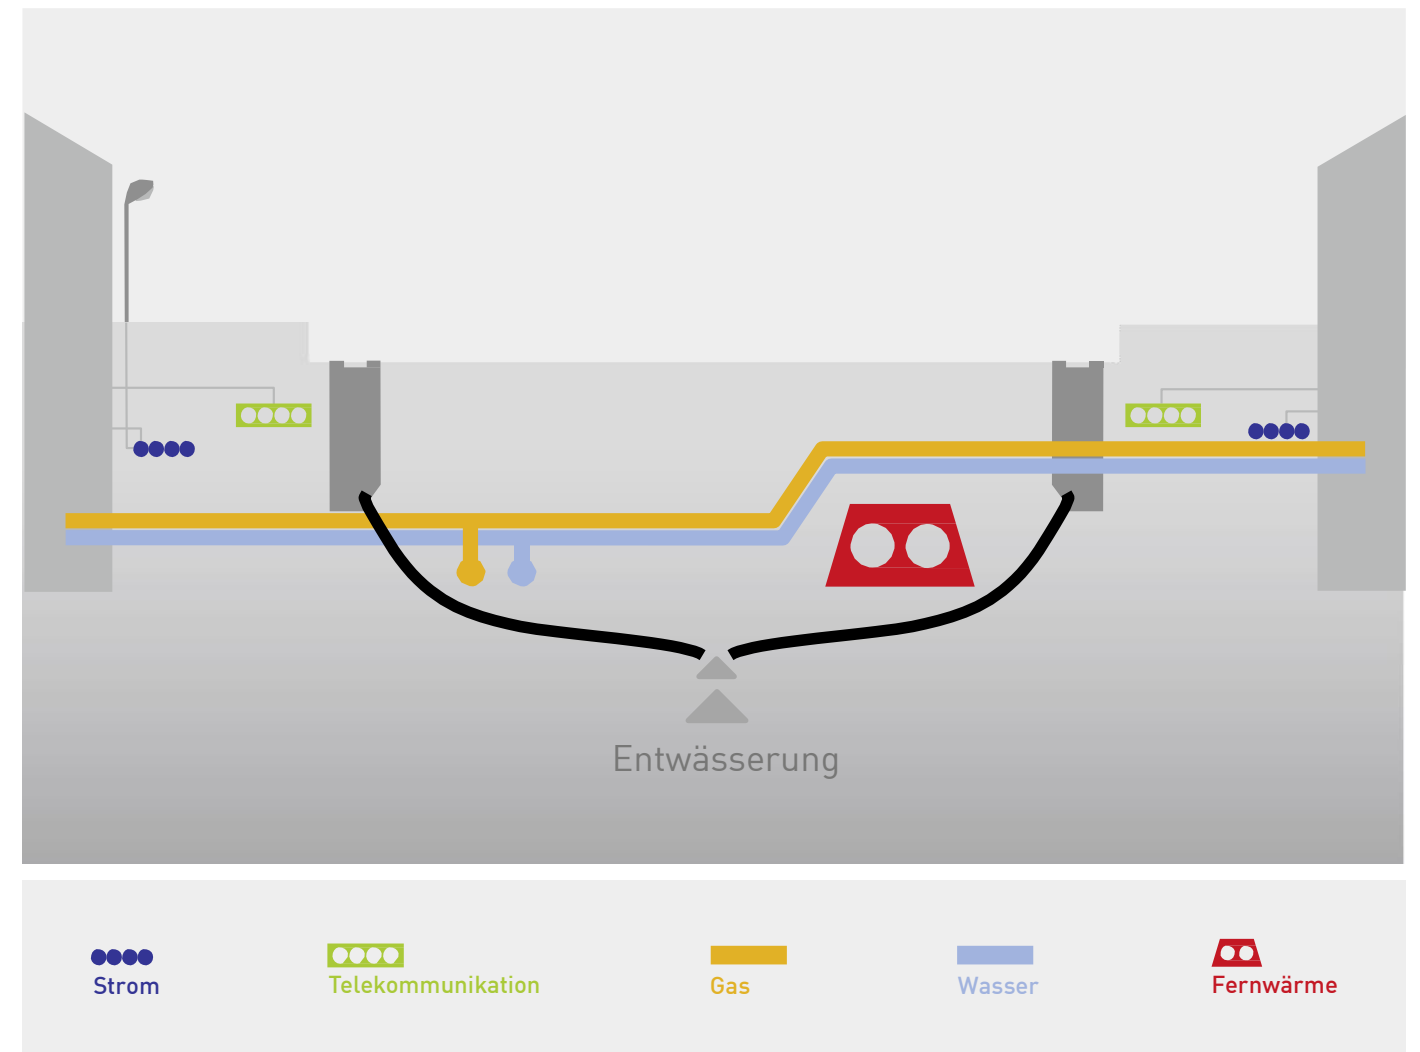 Entwässerung
Strom
Telekommunikation
Gas
Wasser
Fernwärme